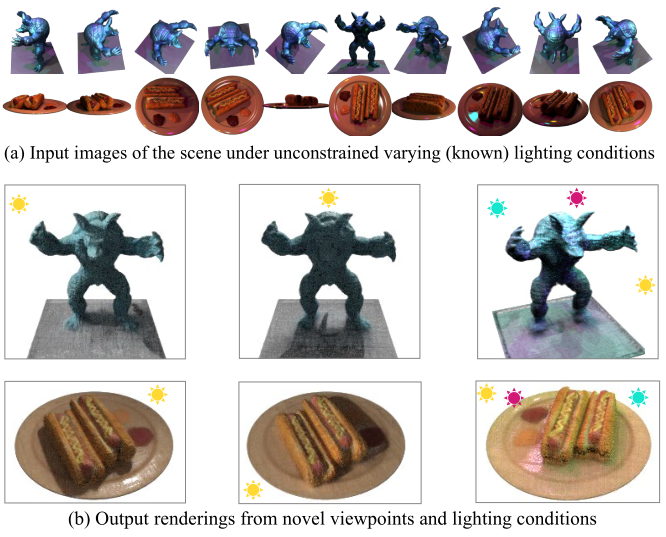 (a) Input images of the scene under unconstrained varying (known) lighting conditions
(b) Output renderings from novel viewpoints and lighting conditions